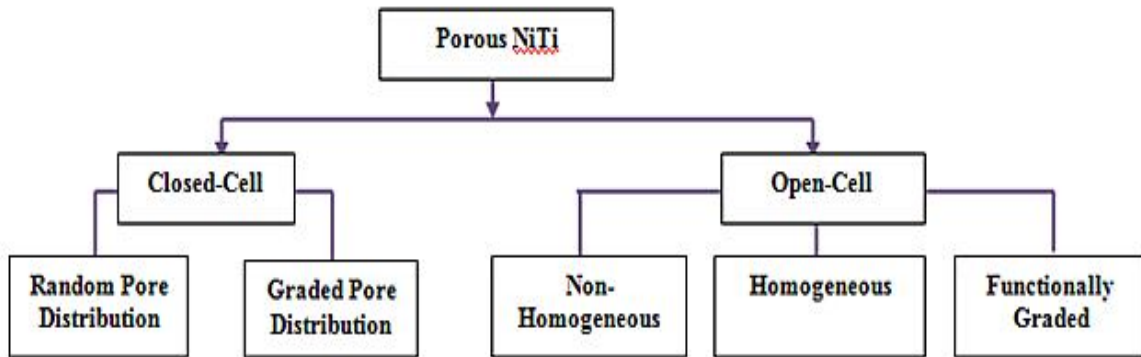 Porous NiTi
Closed-Cell
Open-Cell
Random Pore
Distribution
Graded Pore
Distribution
Non-
Homogeneous
Homogeneous
Functionally
Graded